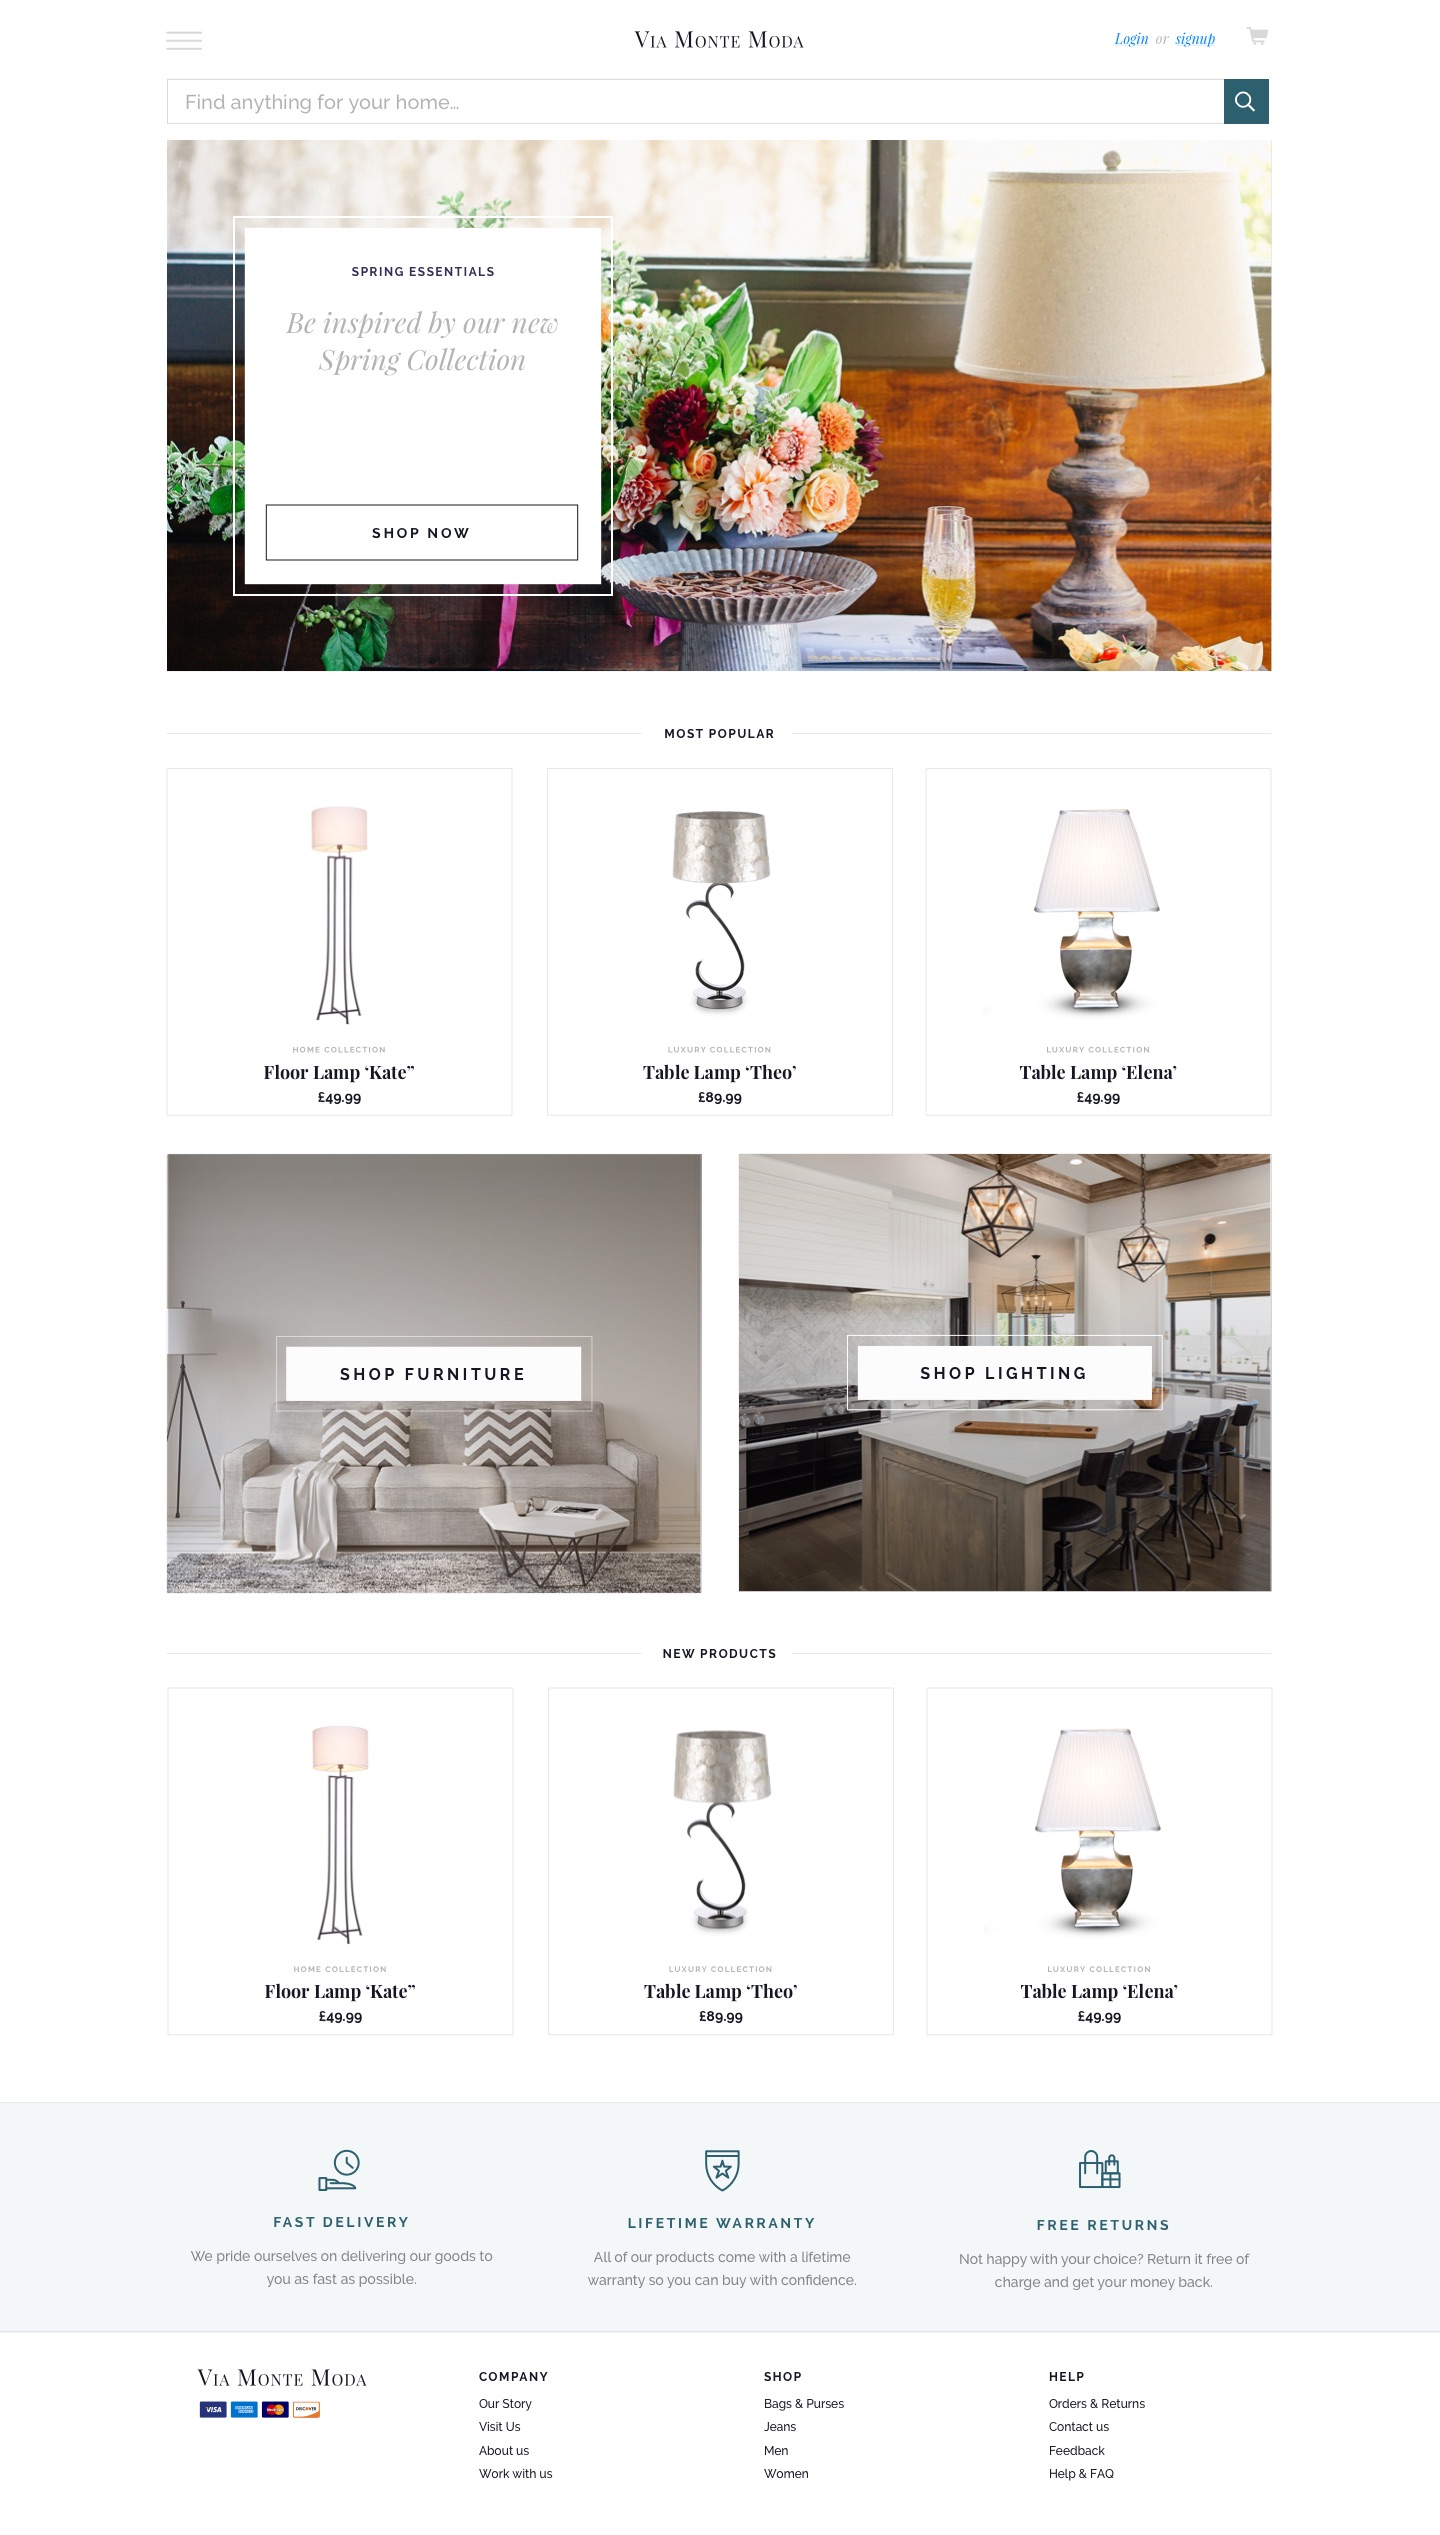 Via Monte Moda
Login or signup
Find anything for your home...
SPRING ESSENTIALS
Be inspired by our new
Spring Collection
SHOP NOW
MOST POPULAR
HOME COLLECTION
Floor Lamp ‘Kate”
£49.99
LUXURY COLLECTION
Table Lamp ‘Theo’
£89.99
LUXURY COLLECTION
Table Lamp ‘Elena’
£49.99
SHOP FURNITURE
SHOP LIGHTING
NEW PRODUCTS
HOME COLLECTION
Floor Lamp ‘Kate”
£49.99
LUXURY COLLECTION
Table Lamp ‘Theo’
£89.99
LUXURY COLLECTION
Table Lamp ‘Elena’
£49.99
FAST DELIVERY
We pride ourselves on delivering our goods to
you as fast as possible.
LIFETIME WARRANTY
All of our products come with a lifetime
warranty so you can buy with confidence.
FREE RETURNS
Not happy with your choice? Return it free of
charge and get your money back.
Via Monte Moda
VISA
DISCOVER
COMPANY
Our Story
Visit Us
About us
Work with us
SHOP
Bags & Purses
Jeans
Men
Women
HELP
Orders & Returns
Contact us
Feedback
Help & FAQ